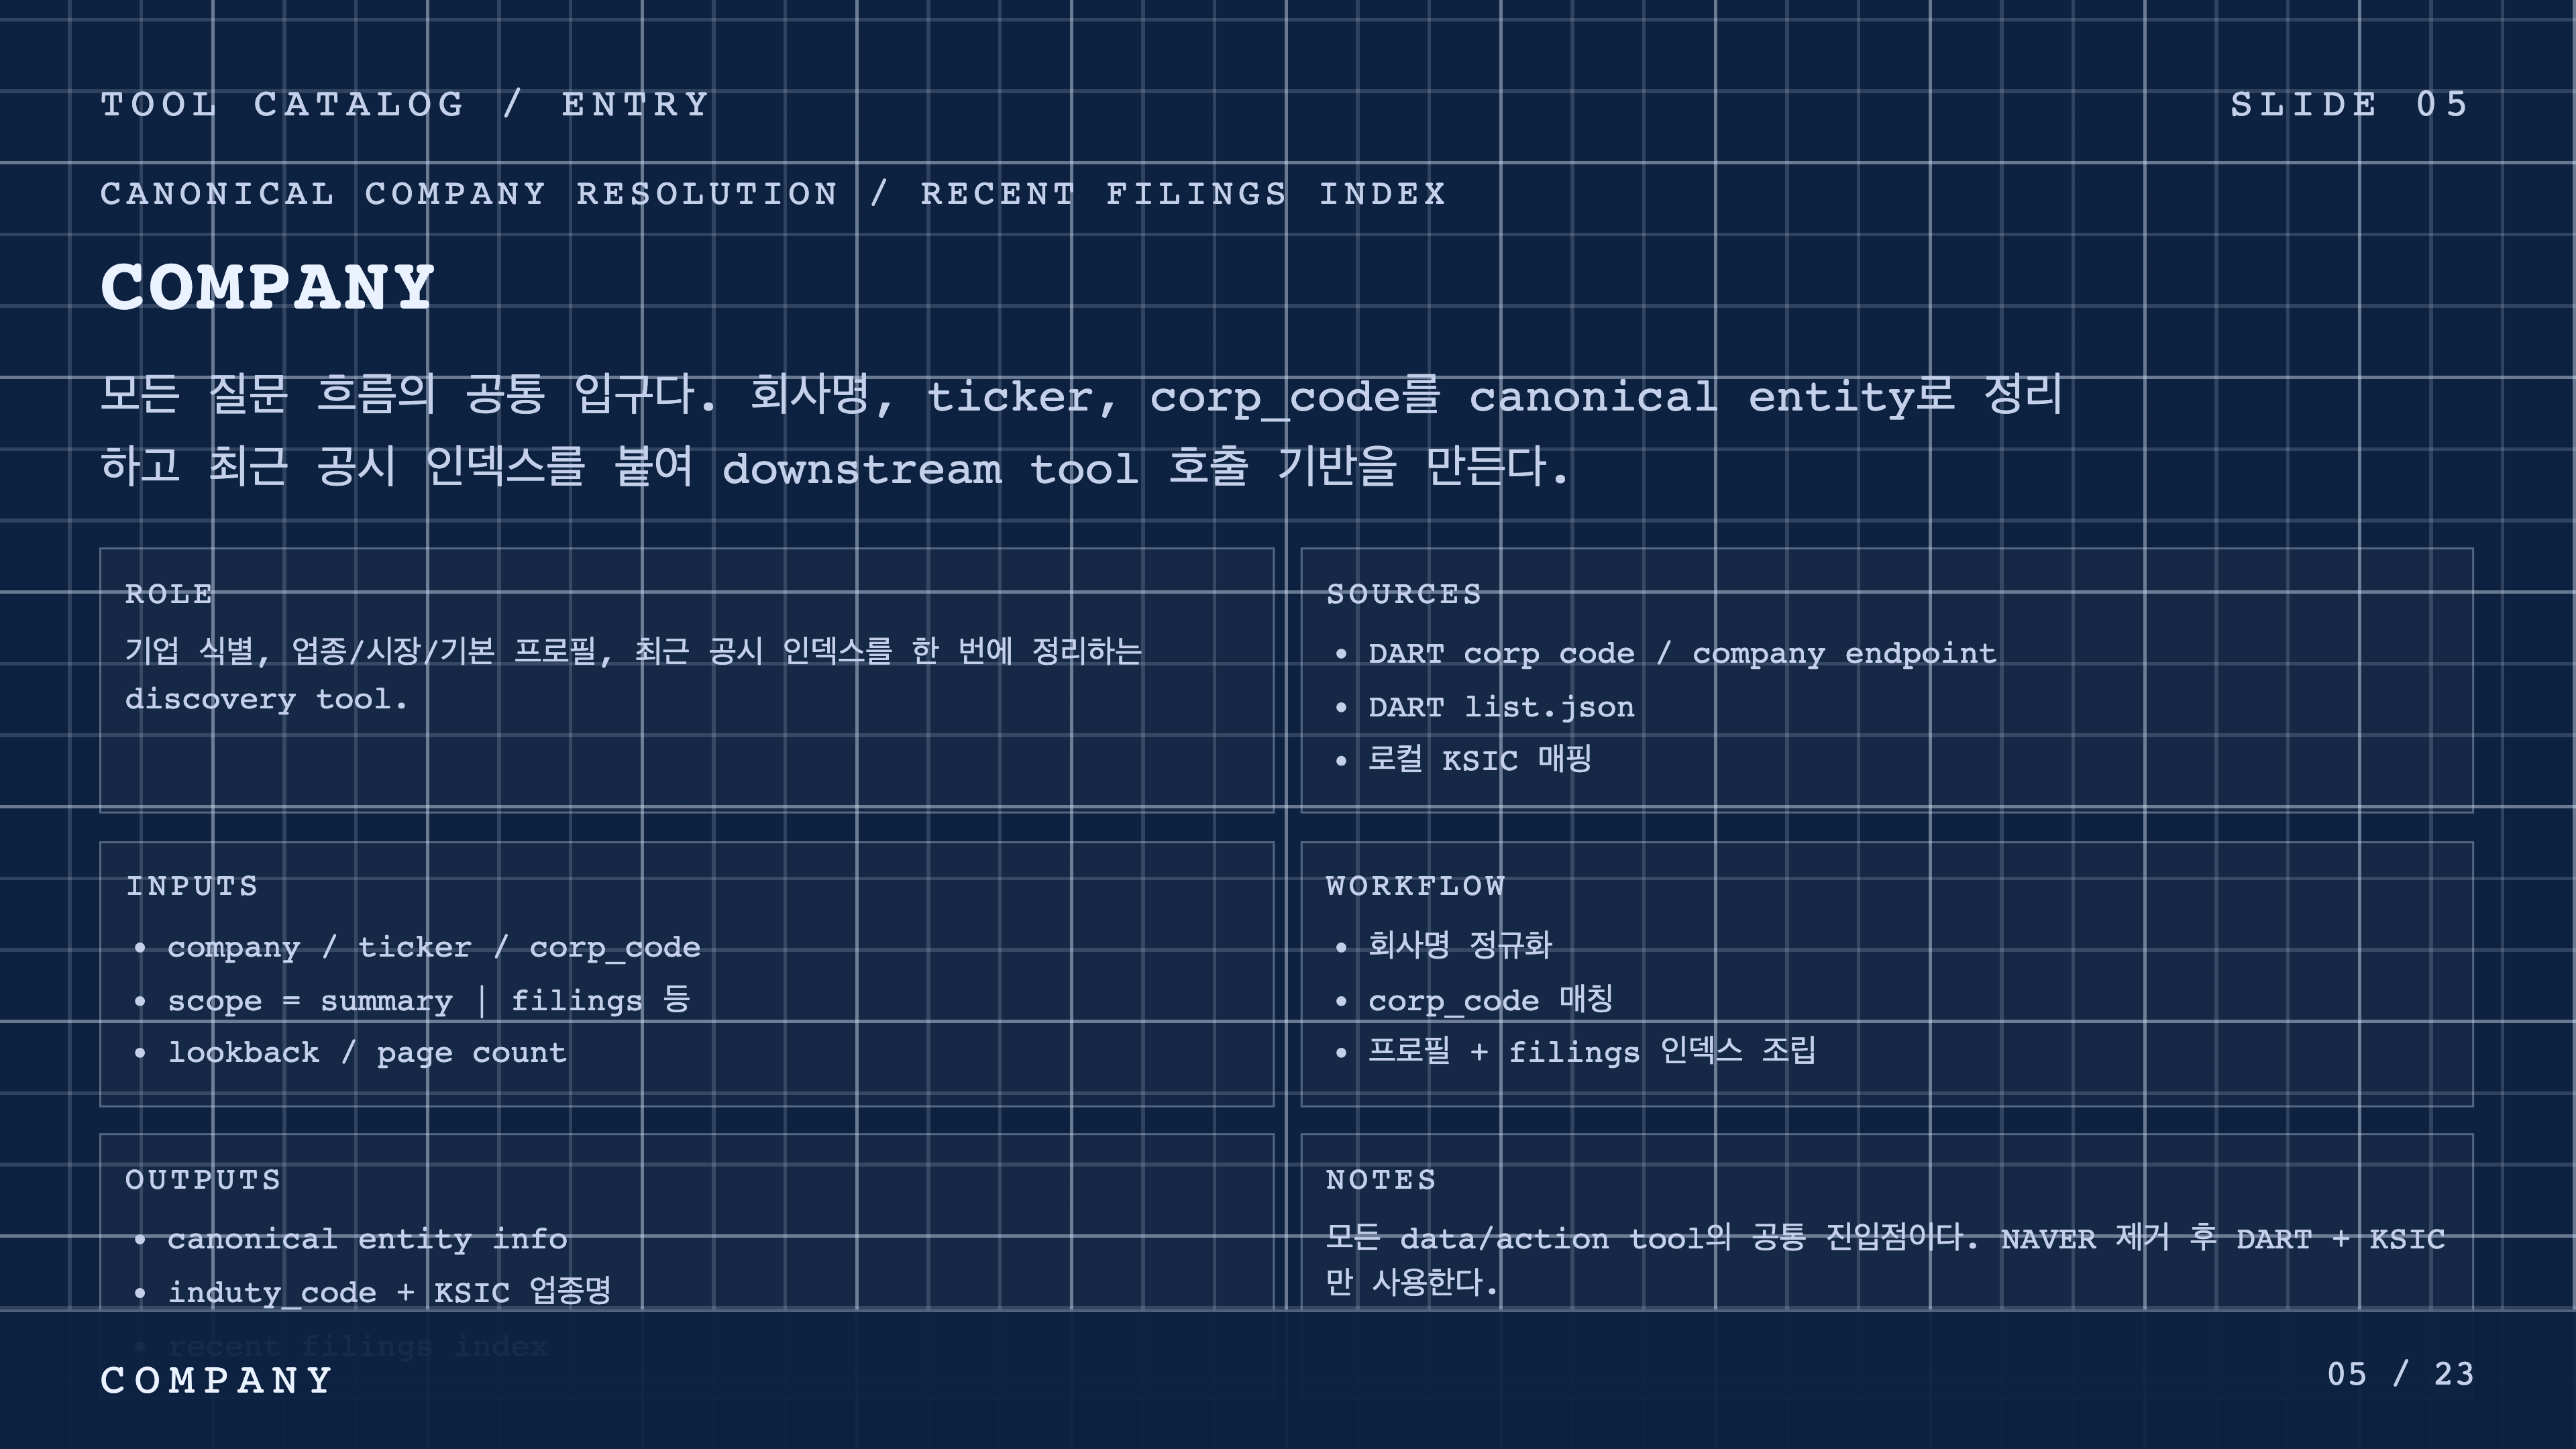 TOOL CATALOG / ENTRY
SLIDE 05
CANONICAL COMPANY RESOLUTION / RECENT FILINGS INDEX
COMPANY
모든 질문 흐름의 공통 입구다. 회사명, ticker, corp_code를 canonical entity로 정리
하고 최근 공시 인덱스를 붙여 downstream tool 호출 기반을 만든다.
ROLE
기업 식별, 업종/시장/기본 프로필, 최근 공시 인덱스를 한 번에 정리하는
discovery tool.
SOURCES
• DART corp code / company endpoint
• DART list.json
• 로컬 KSIC 매핑
INPUTS
• company / ticker / corp_code
• scope = summary | filings 등
• lookback / page count
WORKFLOW
• 회사명 정규화
• corp_code 매칭
• 프로필 + filings 인덱스 조립
OUTPUTS
• canonical entity info
• induty_code + KSIC 업종명
• recent filings index
NOTES
모든 data/action tool의 공통 진입점이다. NAVER 제거 후 DART + KSIC
만 사용한다.
COMPANY
05 / 23